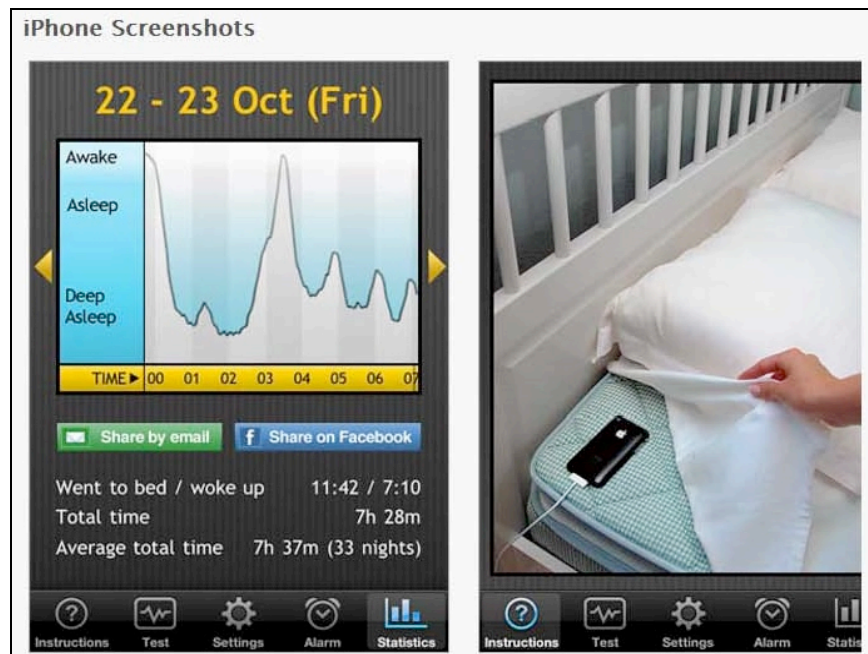 iPhone Screenshots
22 - 23 Oct (Fri)
Awake
Asleep
Deep
Asleep
TIME▶ 00 01 02 03 04 05 06 07
Share by email
f Share on Facebook
Went to bed / woke up 11:42 / 7:10
Total time 7h 28m
Average total time 7h 37m (33 nights)
? Instructions Test Settings Alarm Statistics
? Instructions Test Settings Alarm Statis